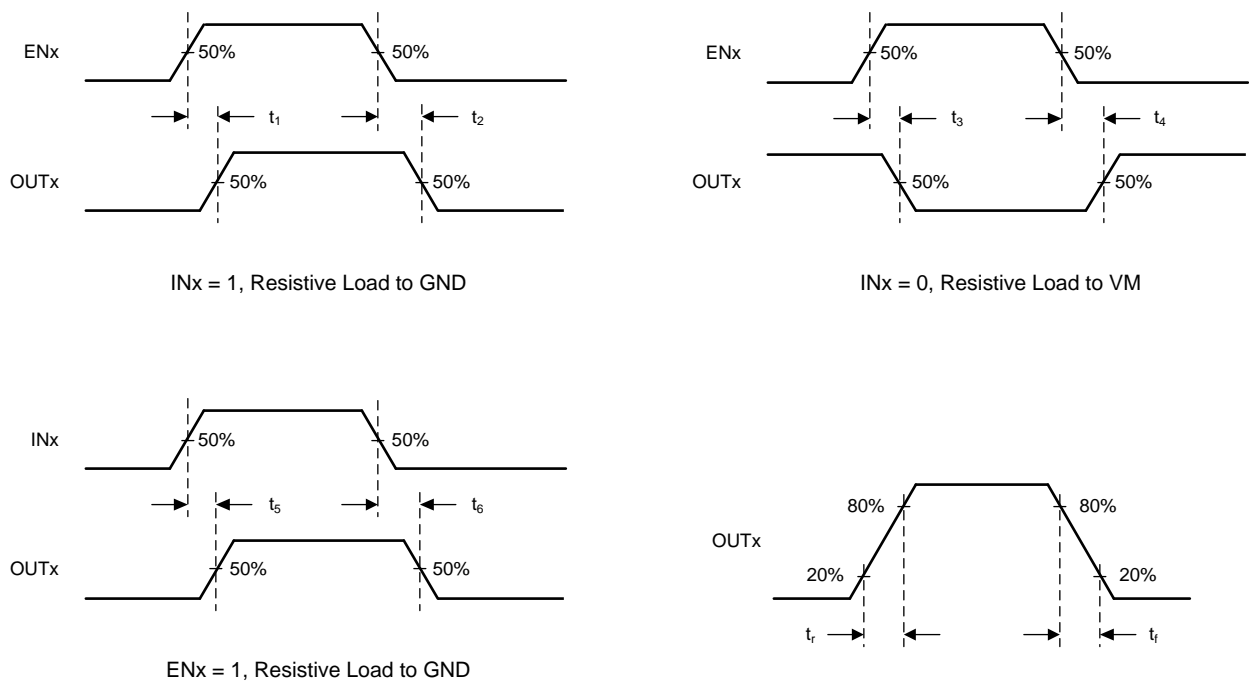 ENx 50% 50%
t1 t2
OUTx 50% 50%
INx = 1, Resistive Load to GND
ENx 50% 50%
t3 t4
OUTx 50% 50%
INx = 0, Resistive Load to VM
INx 50% 50%
t5 t6
OUTx 50% 50%
ENx = 1, Resistive Load to GND
80% 80%
OUTx
20% 20%
tr tf